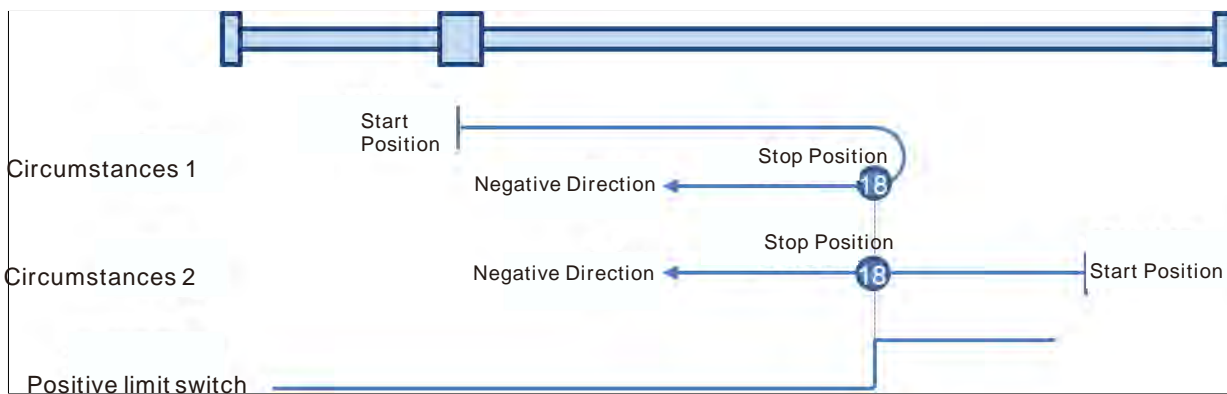 Start
Position
Circumstances 1
Stop Position
18
Negative Direction
Stop Position
Circumstances 2
Negative Direction
18
Start Position
Positive limit switch